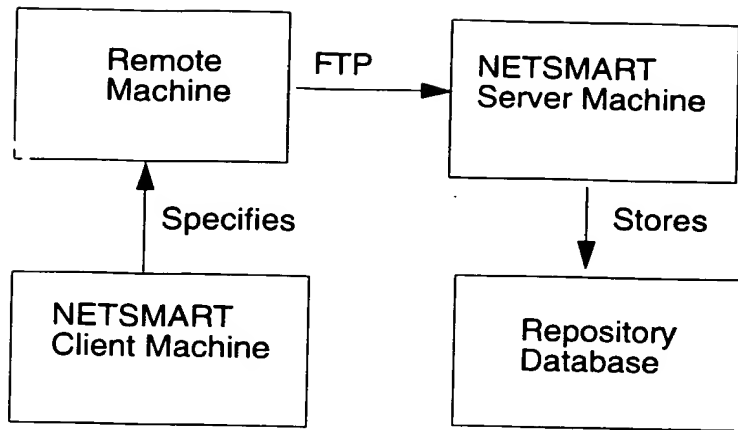 Remote
Machine
FTP
NETSMART
Server Machine
Specifies
Stores
NETSMART
Client Machine
Repository
Database